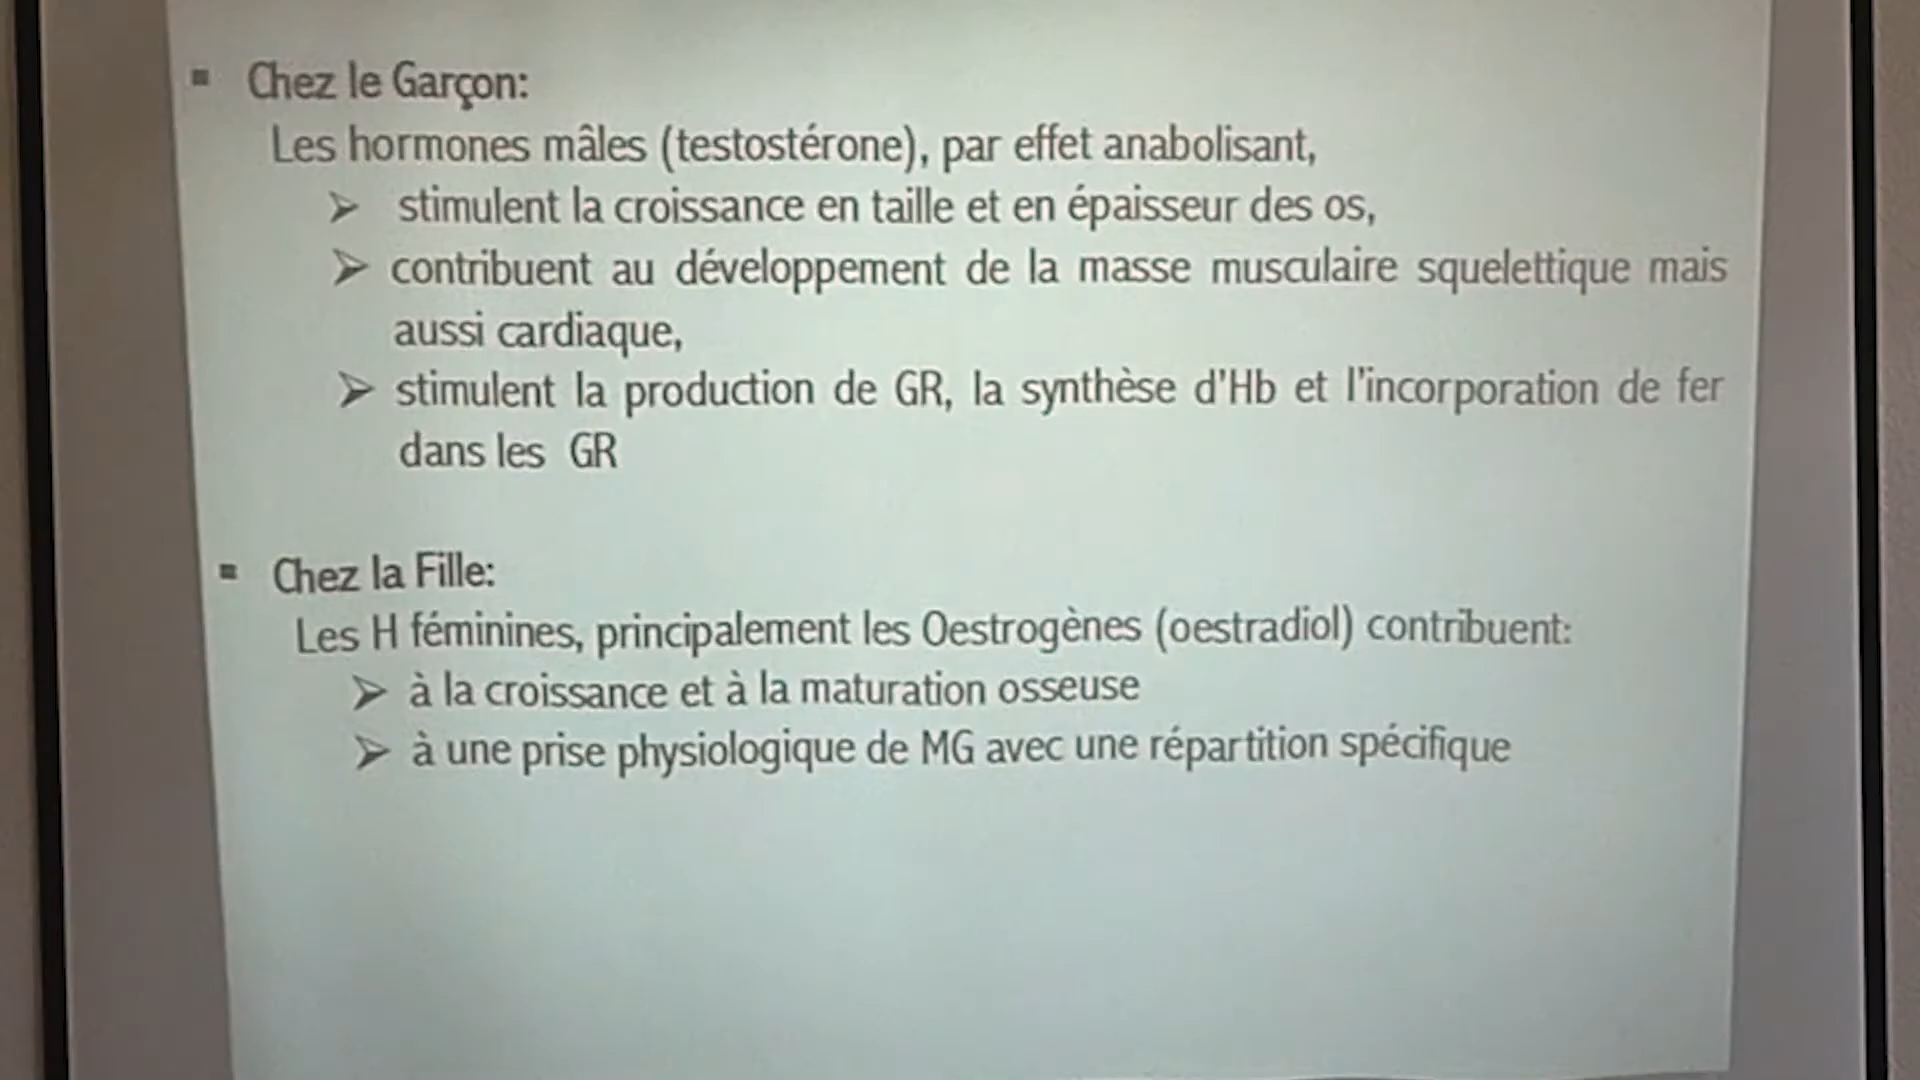 ▪ Chez le Garçon:
Les hormones mâles (testostérone), par effet anabolisant,
➢ stimulent la croissance en taille et en épaisseur des os,
➢ contribuent au développement de la masse musculaire squelettique mais
aussi cardiaque,
➢ stimulent la production de GR, la synthèse d'Hb et l'incorporation de fer
dans les GR
▪ Chez la Fille:
Les H féminines, principalement les Oestrogènes (oestradiol) contribuent:
➢ à la croissance et à la maturation osseuse
➢ à une prise physiologique de MG avec une répartition spécifique